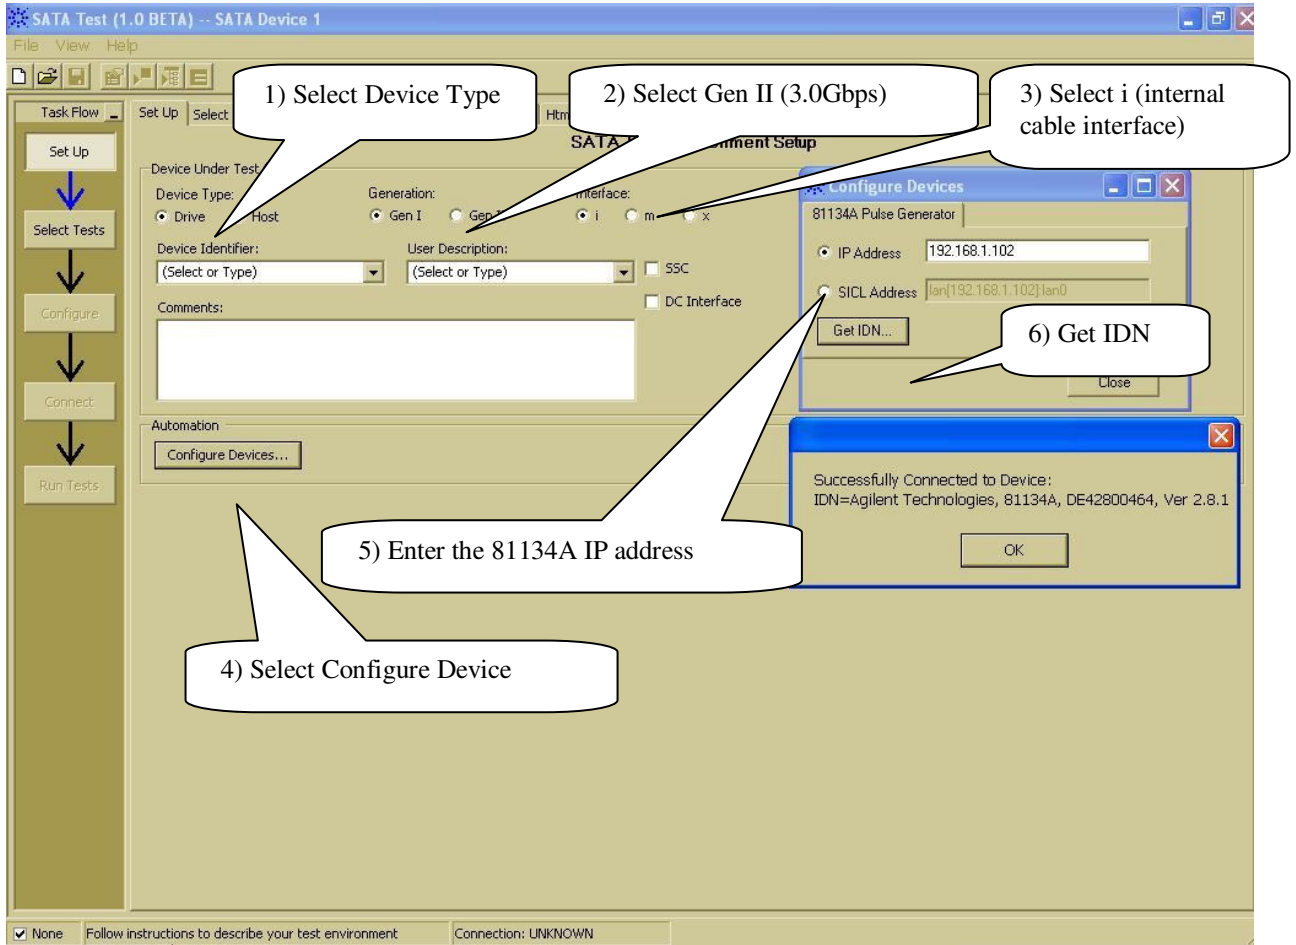 SATA Test (1.0 BETA) -- SATA Device 1
File View Help
1) Select Device Type
2) Select Gen II (3.0Gbps)
3) Select i (internal
cable interface)
Task Flow
Set Up
Select Tests
Configure
Connect
Run Tests
Set Up Select Htm
SATA Setup
Device Under Test
Device Type:
Drive Host
Generation:
Gen I
Interface:
i m x
Device Identifier:
(Select or Type)
User Description:
(Select or Type)
SSC
DC Interface
Comments:
Automation
Configure Devices...
Configure Devices
81134A Pulse Generator
IP Address 192.168.1.102
SICL Address lan[192.168.1.102]:lan0
Get IDN...
6) Get IDN
Close
Successfully Connected to Device:
IDN=Agilent Technologies, 81134A, DE42800464, Ver 2.8.1
OK
5) Enter the 81134A IP address
4) Select Configure Device
None Follow instructions to describe your test environment Connection: UNKNOWN